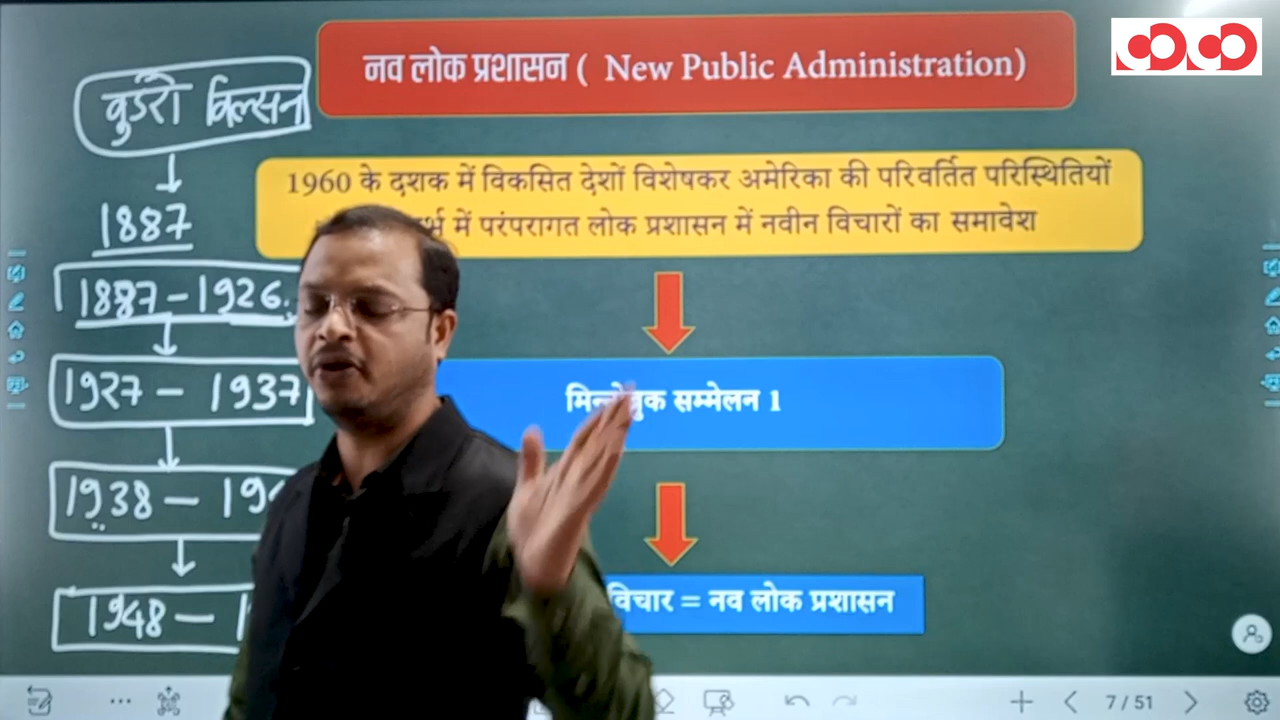 नव लोक प्रशासन ( New Public Administration)
वुडरो विल्सन
1960 के दशक में विकसित देशों विशेषकर अमेरिका की परिवर्तित परिस्थितियों
में परंपरागत लोक प्रशासन में नवीन विचारों का समावेश
1887
1887 - 1926
1927 - 1937
सम्मेलन 1
1938 -
विचार = नव लोक प्रशासन
1948 -
7 / 51